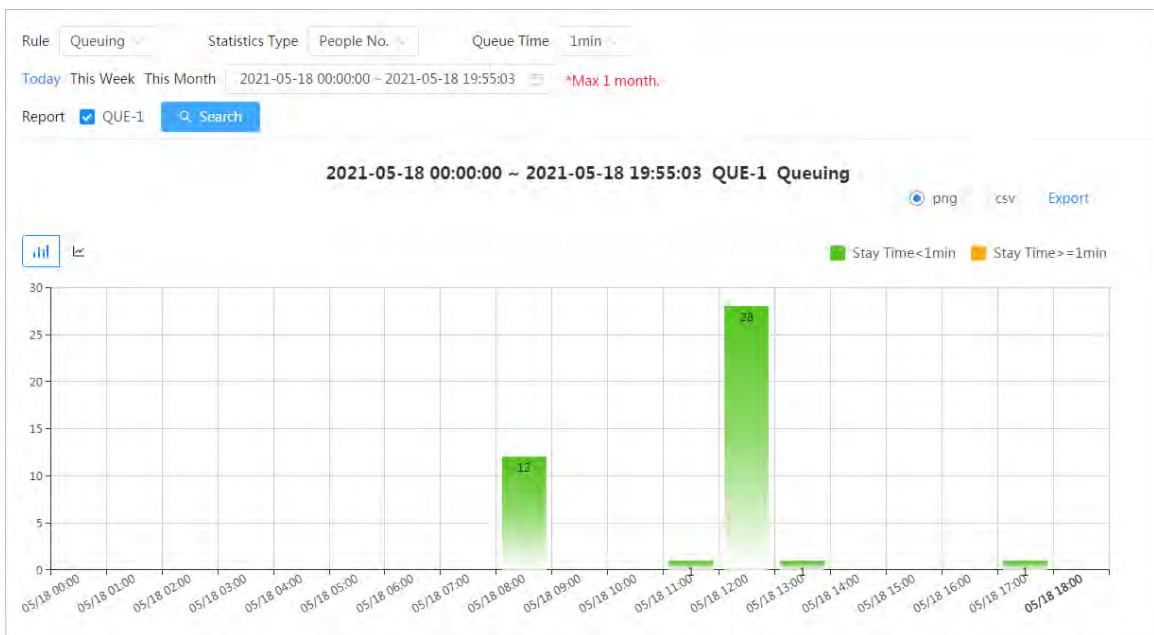 Rule Queuing Statistics Type People No. Queue Time 1min
Today This Week This Month 2021-05-18 00:00:00 ~ 2021-05-18 19:55:03 *Max 1 month.
Report QUE-1 Search
2021-05-18 00:00:00 ~ 2021-05-18 19:55:03 QUE-1 Queuing
png csv Export
Stay Time<1min Stay Time>=1min
30
28
25
20
15
12
10
5
0
1 1 1
05/18 00:00 05/18 01:00 05/18 02:00 05/18 03:00 05/18 04:00 05/18 05:00 05/18 06:00 05/18 07:00 05/18 08:00 05/18 09:00 05/18 10:00 05/18 11:00 05/18 12:00 05/18 13:00 05/18 14:00 05/18 15:00 05/18 16:00 05/18 17:00 05/18 18:00